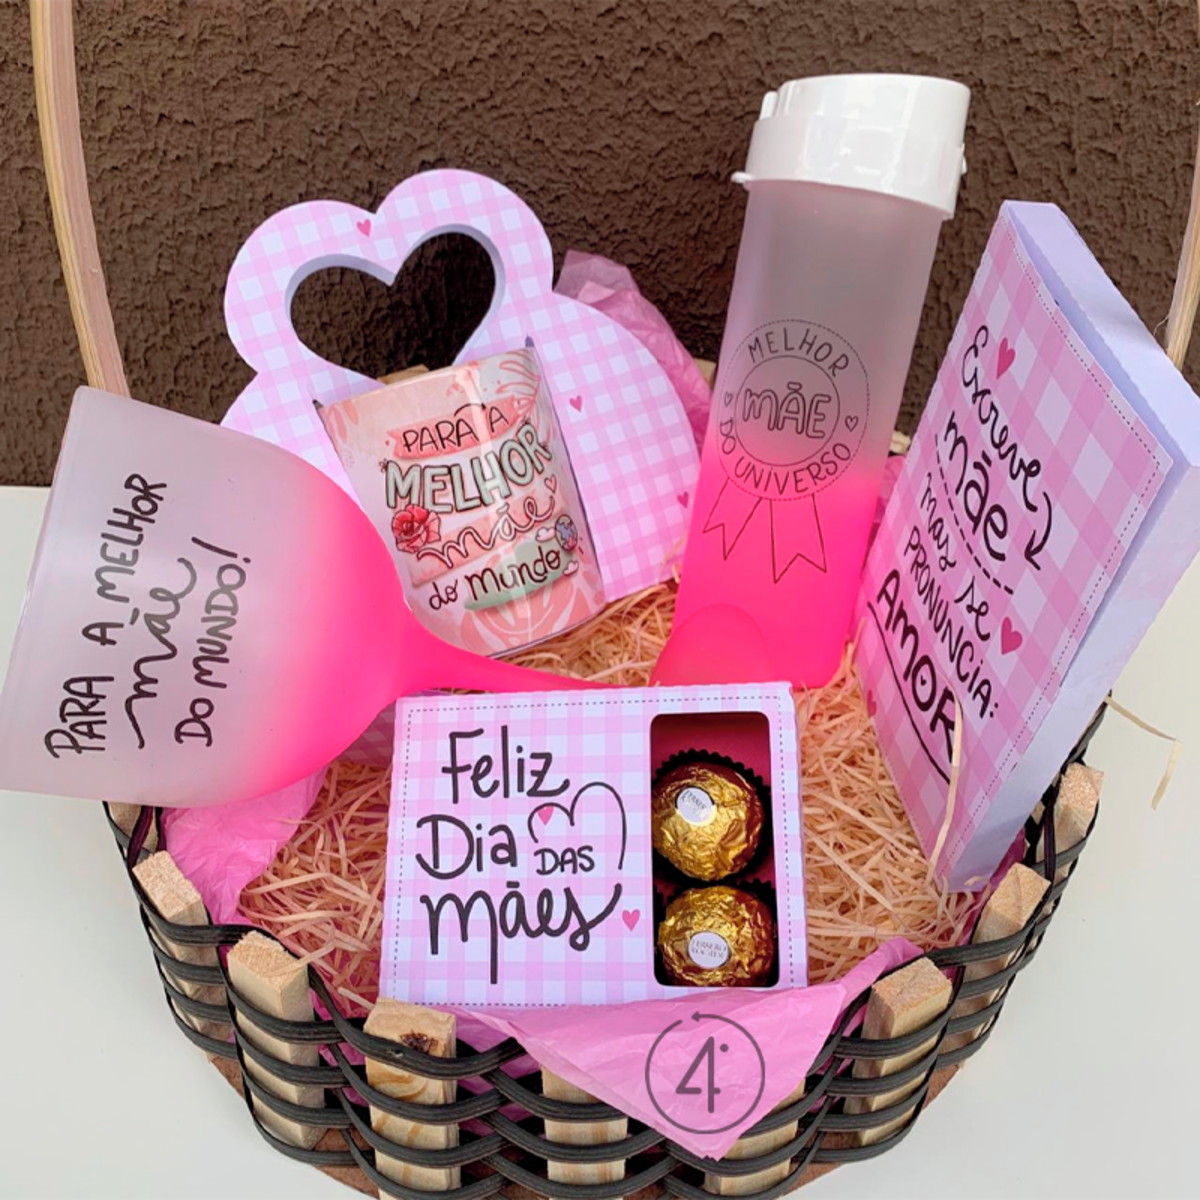 PARA A
MELHOR
mãe
do mundo
MELHOR
MÃE
DO UNIVERSO
Escreve
mãe
mas se
PRONUNCIA:
AMOR
PARA A MELHOR
mãe
DO MUNDO!
Feliz
Dia DAS
mães
4